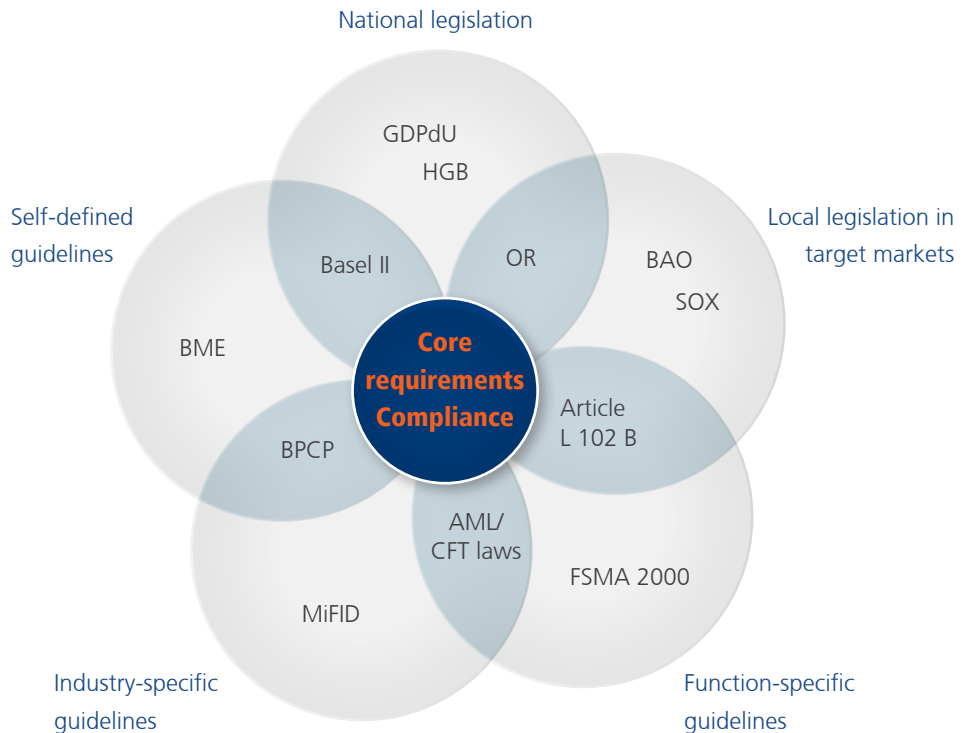 National legislation
GDPdU
HGB
Self-defined
guidelines
Local legislation in
target markets
Basel II
OR
BAO
SOX
BME
Core
requirements
Compliance
Article
L 102 B
BPCP
AML/
CFT laws
FSMA 2000
MiFID
Industry-specific
guidelines
Function-specific
guidelines